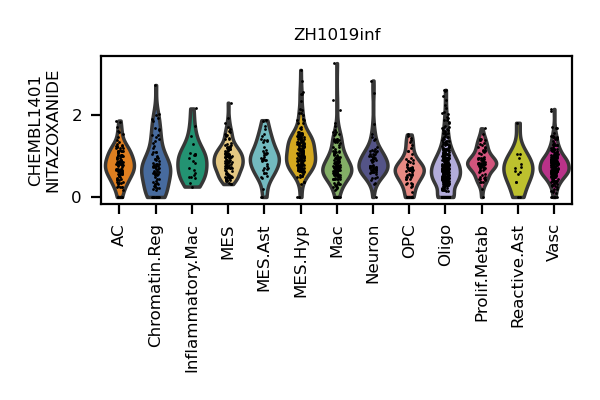 ZH1019inf
CHEMBL1401
NITAZOXANIDE
2
0
AC
Chromatin.Reg
Inflammatory.Mac
MES
MES.Ast
MES.Hyp
Mac
Neuron
OPC
Oligo
Prolif.Metab
Reactive.Ast
Vasc